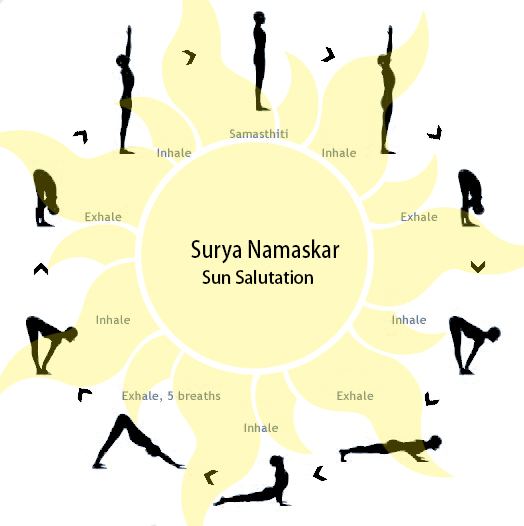 Samasthiti
Inhale
Inhale
Exhale
Exhale
Surya Namaskar
Sun Salutation
Inhale
Inhale
Exhale, 5 breaths
Exhale
Inhale